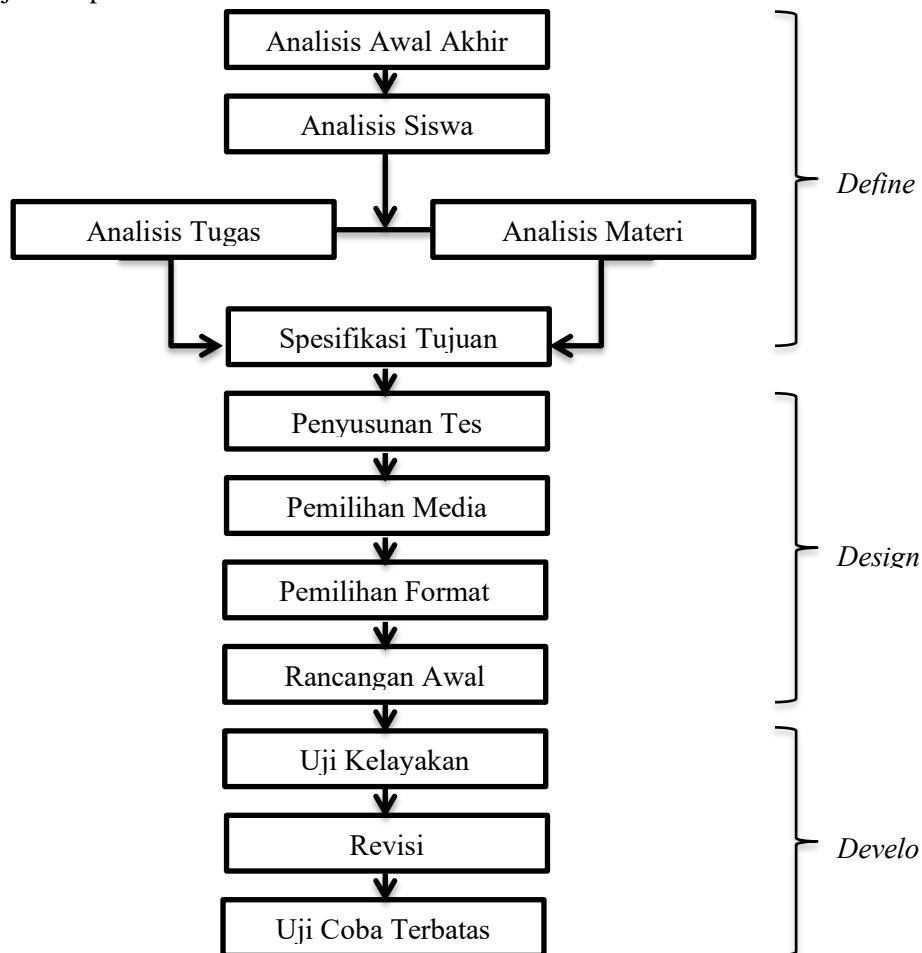 Analisis Awal Akhir
Analisis Siswa
Define
Analisis Tugas
Analisis Materi
Spesifikasi Tujuan
Penyusunan Tes
Pemilihan Media
Design
Pemilihan Format
Rancangan Awal
Uji Kelayakan
Revisi
Develo
Uji Coba Terbatas